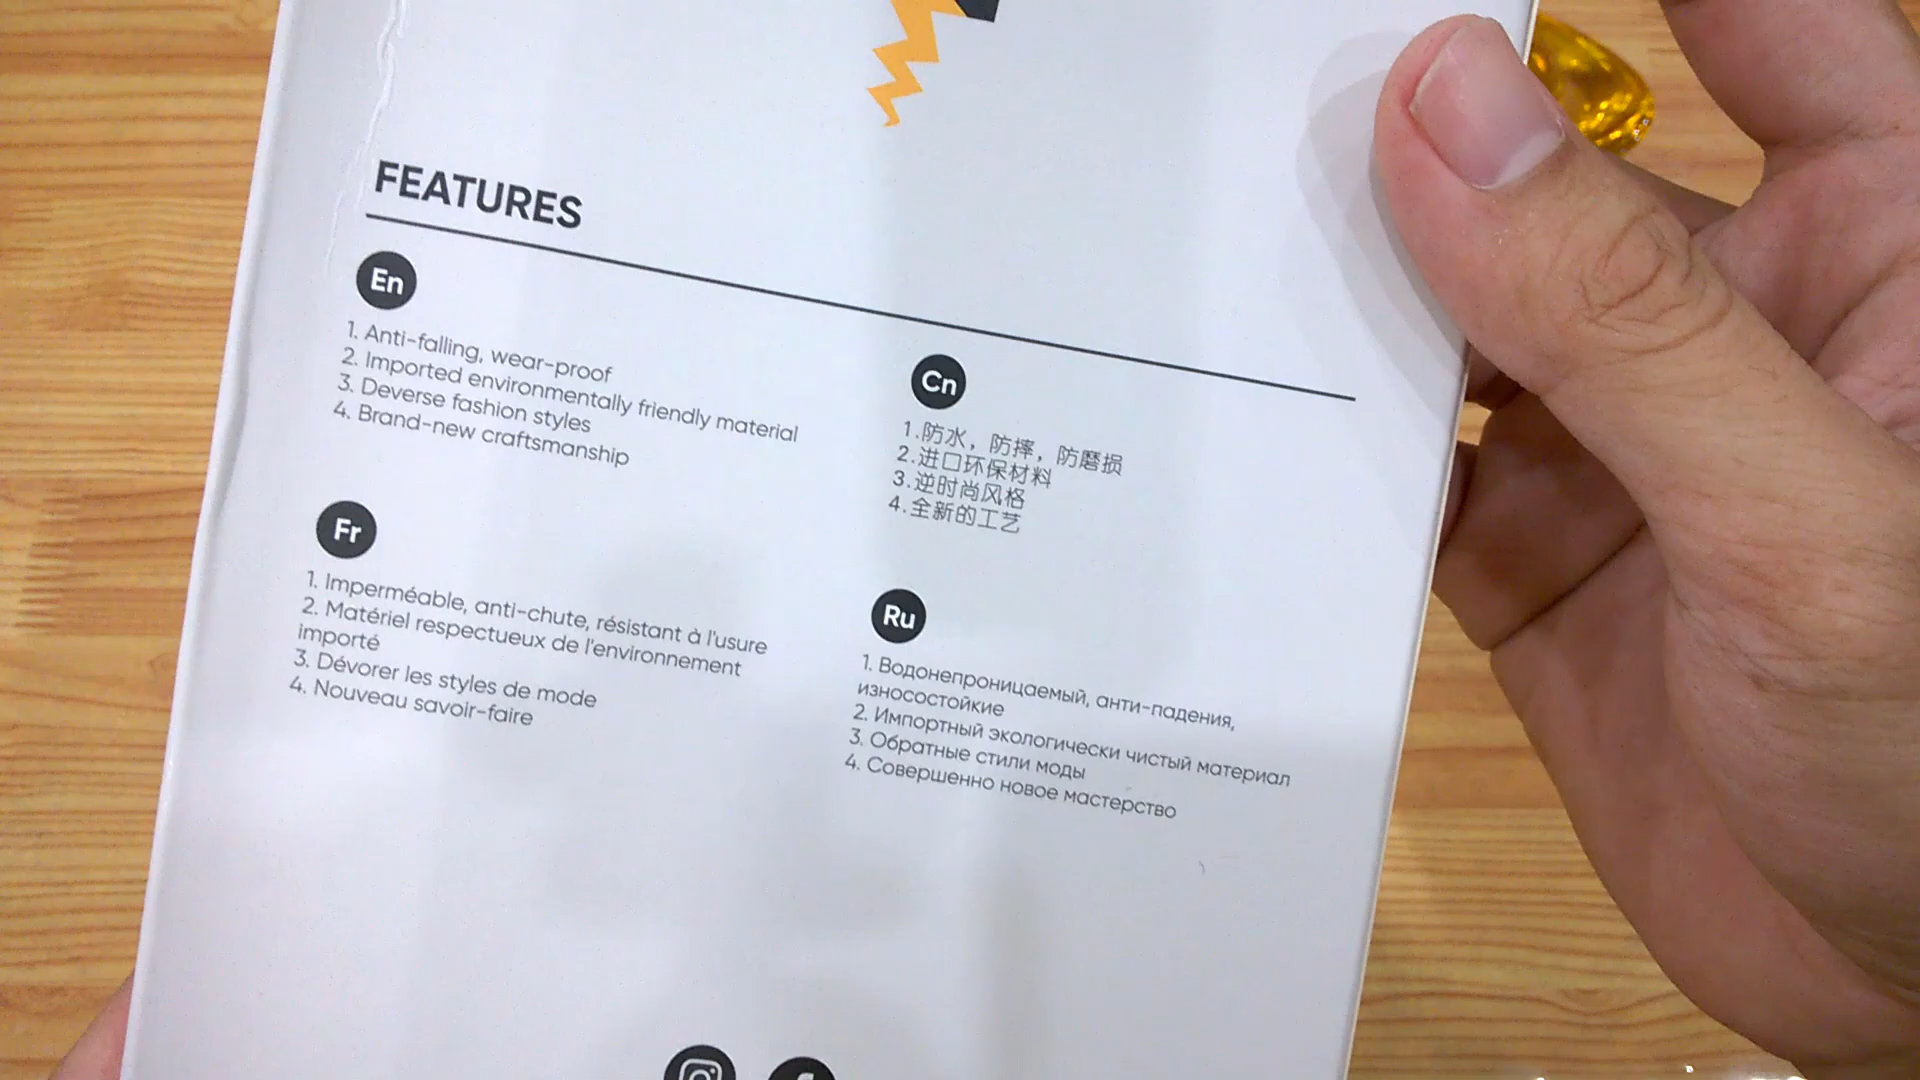 FEATURES
En
1. Anti-falling, wear-proof
2. Imported environmentally friendly material
3. Deverse fashion styles
4. Brand-new craftsmanship
Cn
1.防水，防摔，防磨损
2.进口环保材料
3.逆时尚风格
4.全新的工艺
Fr
1. Imperméable, anti-chute, résistant à l'usure
2. Matériel respectueux de l'environnement
importé
3. Dévorer les styles de mode
4. Nouveau savoir-faire
Ru
1. Водонепроницаемый, анти-падения,
износостойкие
2. Импортный экологически чистый материал
3. Обратные стили моды
4. Совершенно новое мастерство